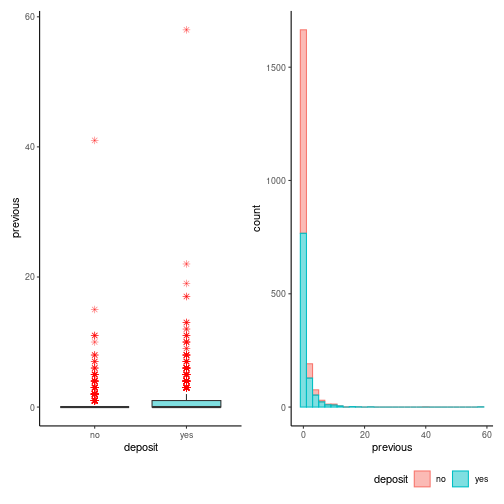 60
40
20
0
previous
no
yes
deposit
1500
1000
500
0
count
0
20
40
60
previous
deposit
no
yes